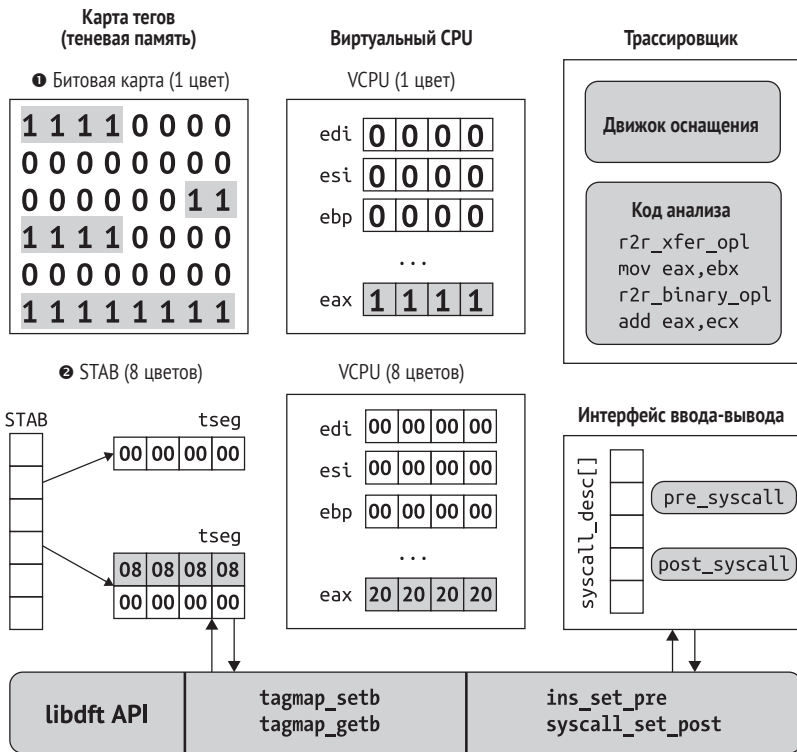 Карта тегов
(теневая память)
❶ Битовая карта (1 цвет)
1 1 1 1 0 0 0 0
0 0 0 0 0 0 0 0
0 0 0 0 0 0 1 1
1 1 1 1 0 0 0 0
0 0 0 0 0 0 0 0
1 1 1 1 1 1 1 1
❷ STAB (8 цветов)
STAB
tseg
00 00 00 00
tseg
08 08 08 08
00 00 00 00
Виртуальный CPU
VCPU (1 цвет)
edi 0 0 0 0
esi 0 0 0 0
ebp 0 0 0 0
...
eax 1 1 1 1
VCPU (8 цветов)
edi 00 00 00 00
esi 00 00 00 00
ebp 00 00 00 00
...
eax 20 20 20 20
Трассировщик
Движок оснащения
Код анализа
r2r_xfer_opl
mov eax,ebx
r2r_binary_opl
add eax,ecx
Интерфейс ввода-вывода
syscall_desc[]
pre_syscall
post_syscall
libdft API
tagmap_setb
tagmap_getb
ins_set_pre
syscall_set_post